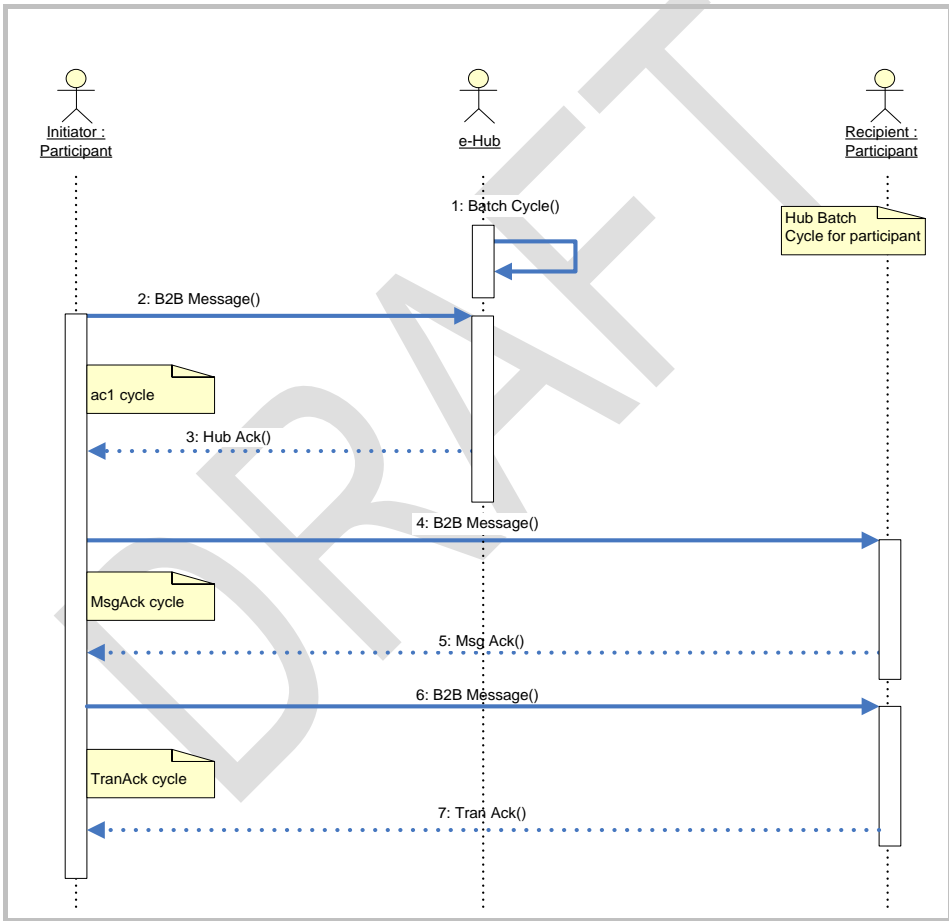 DRAFT
Initiator :
Participant
e-Hub
Recipient :
Participant
1: Batch Cycle()
Hub Batch
Cycle for participant
2: B2B Message()
ac1 cycle
3: Hub Ack()
4: B2B Message()
MsgAck cycle
5: Msg Ack()
6: B2B Message()
TranAck cycle
7: Tran Ack()